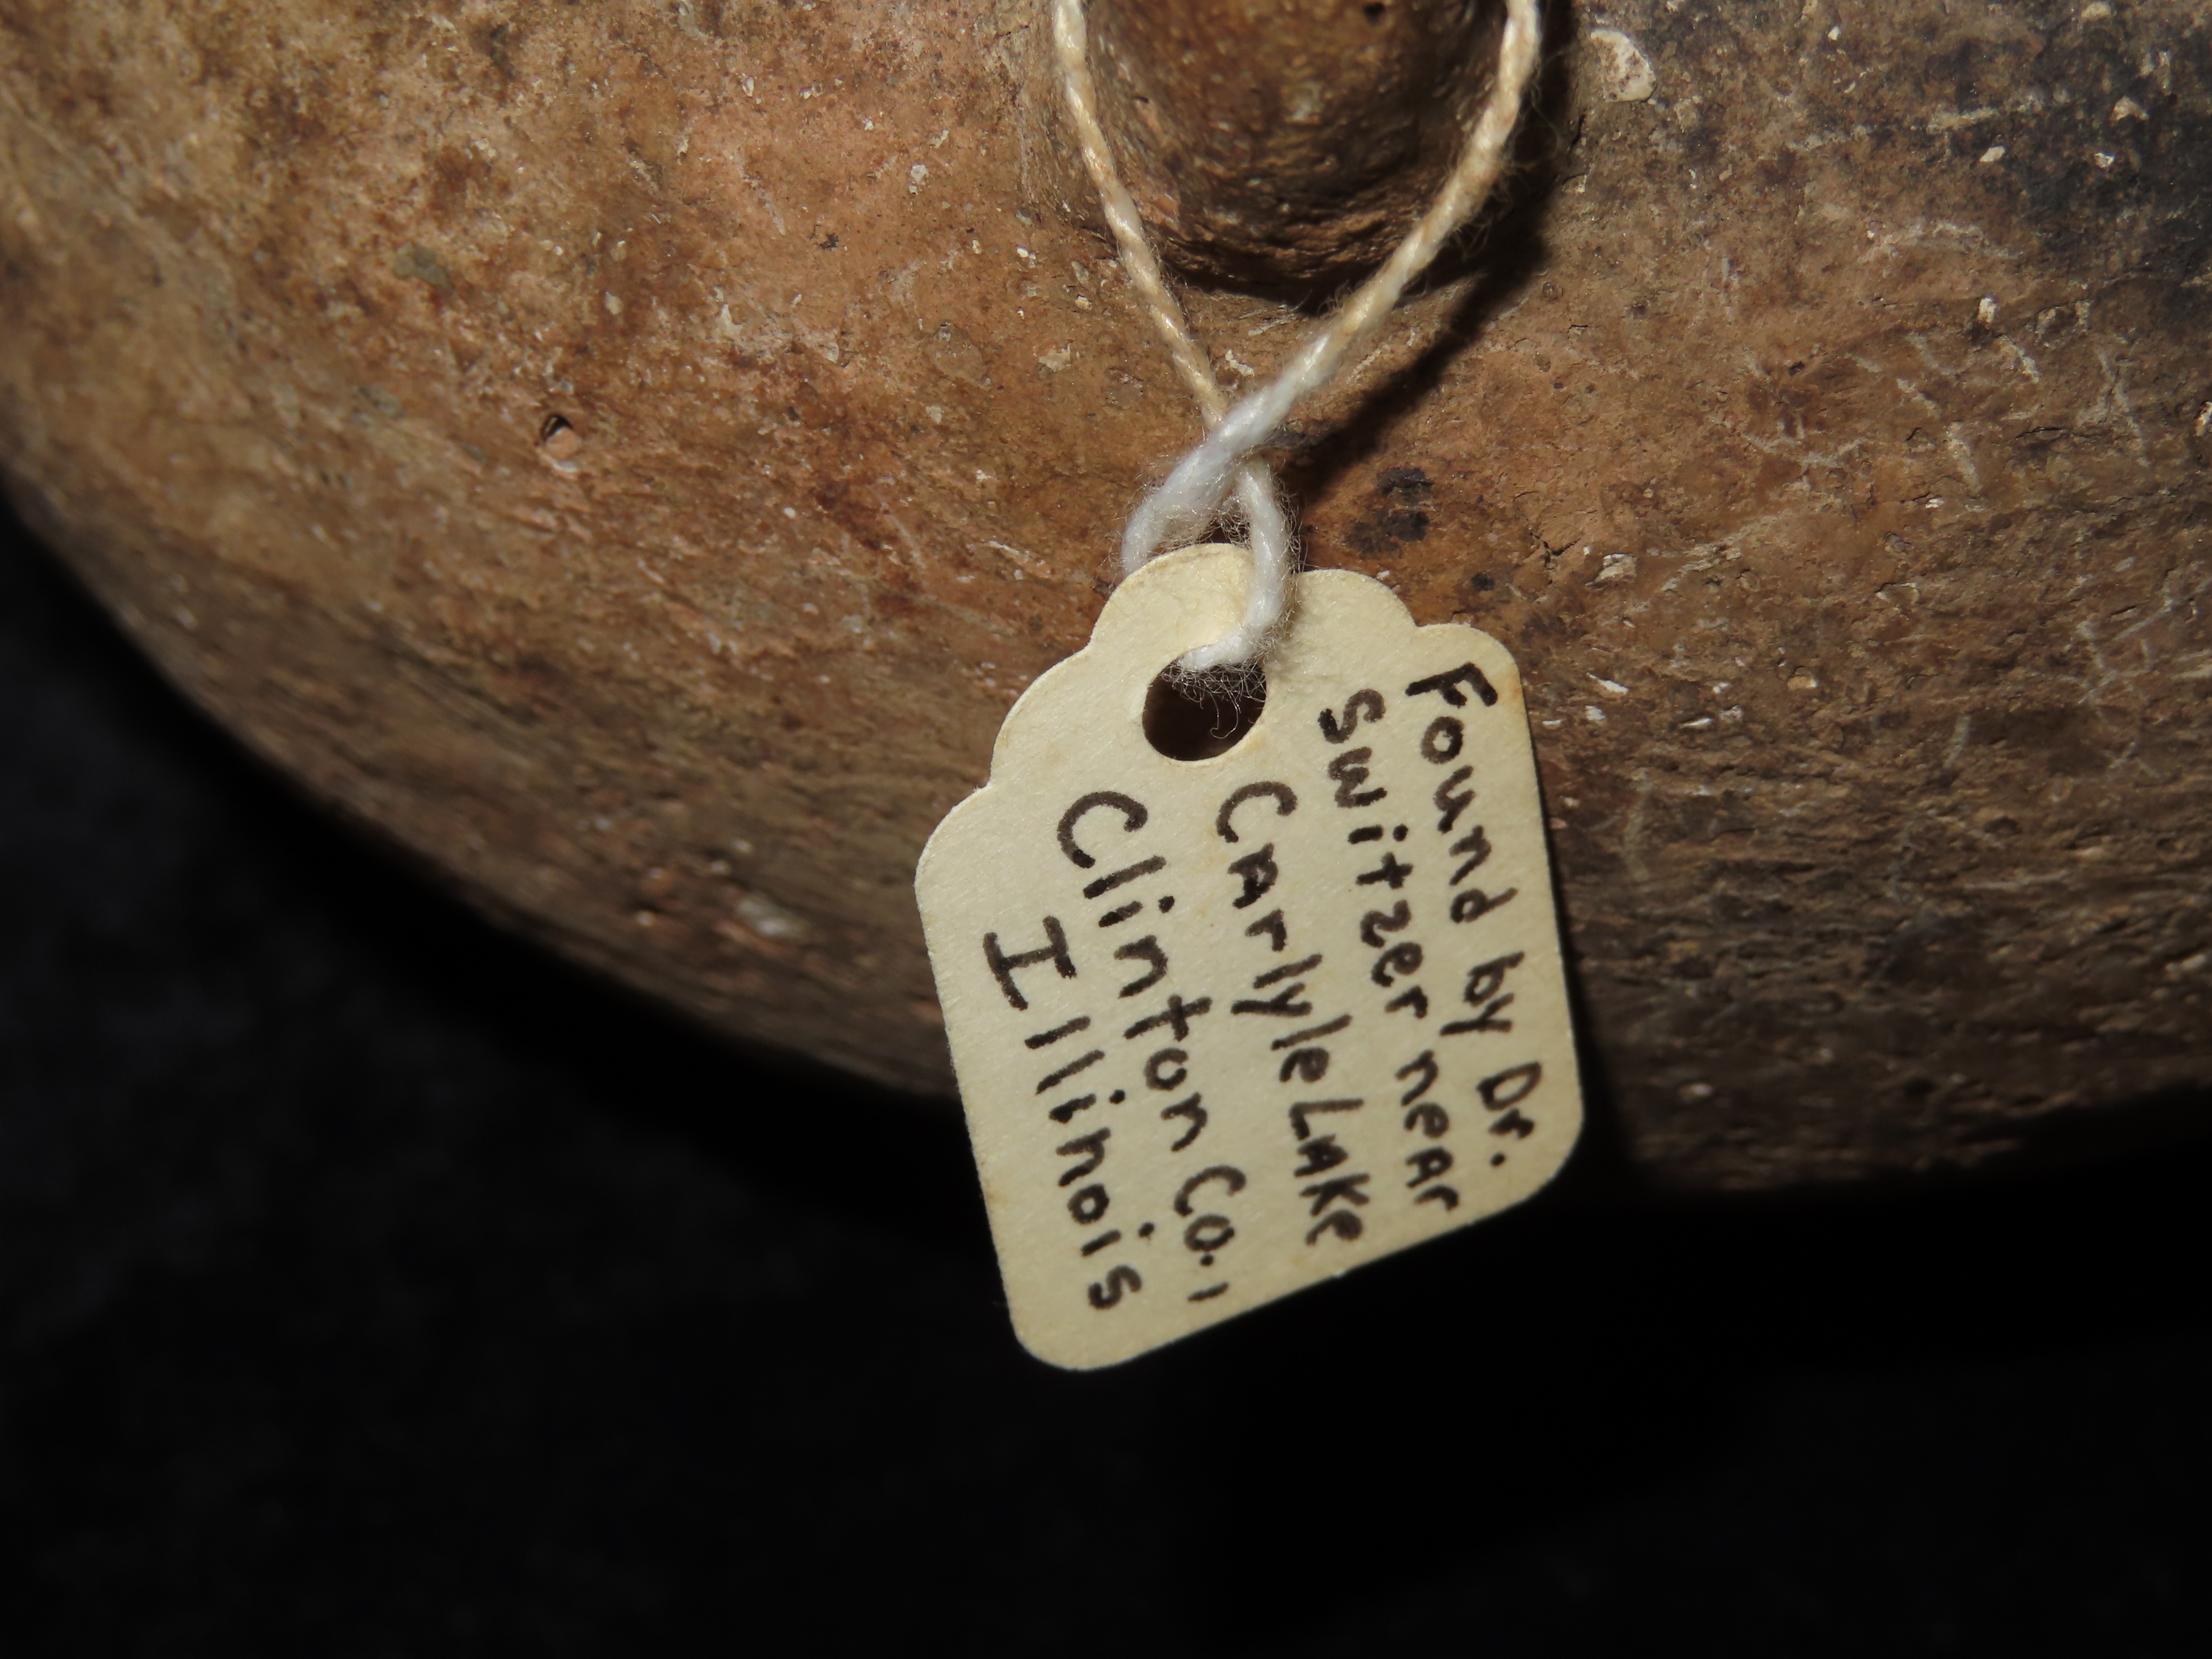 Found by Dr.
Switzer near
Carlyle Lake
Clinton Co.,
Illinois